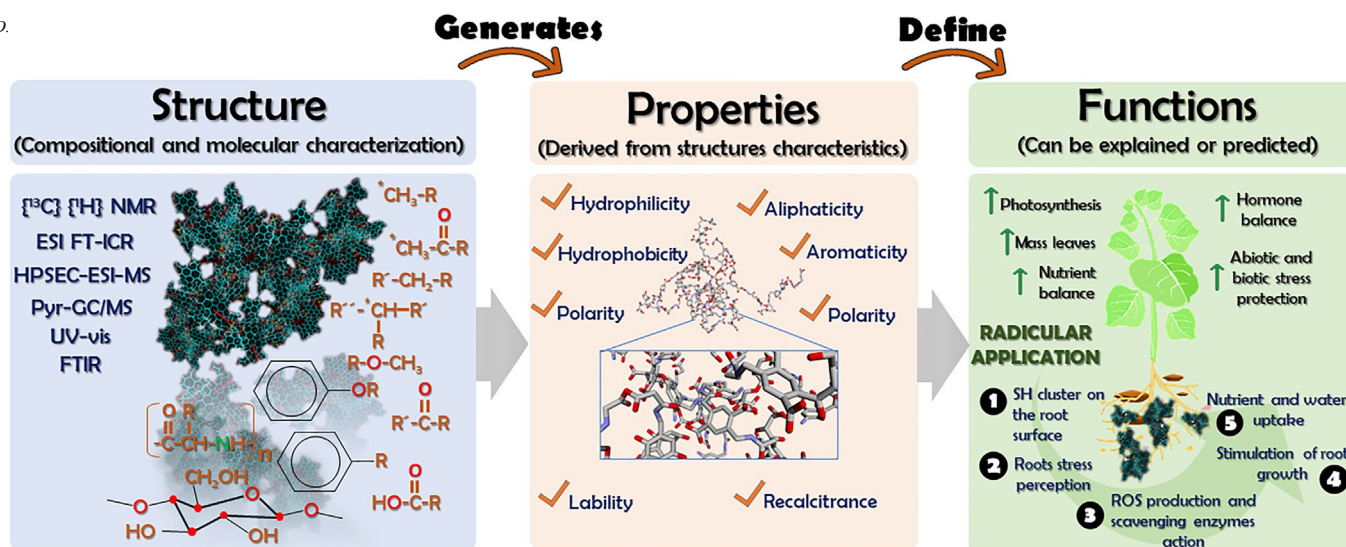 Generates
Define
Structure
(Compositional and molecular characterization)
Properties
(Derived from structures characteristics)
Functions
(Can be explained or predicted)
{¹³C} {¹H} NMR
ESI FT-ICR
HPSEC-ESI-MS
Pyr-GC/MS
UV-vis
FTIR
*CH₃-R
O
*CH₃-C-R
R´-CH₂-R
R´´-*CH-R´
R
R-O-CH₃
OR
O
R´-C-R
O R
C-CH-NH
n
R
CH₂OH
O
O
O
HO
OH
O
HO-C-R
Hydrophilicity
Aliphaticity
Hydrophobicity
Aromaticity
Polarity
Polarity
Lability
Recalcitrance
Photosynthesis
Mass leaves
Nutrient
balance
Hormone
balance
Abiotic and
biotic stress
protection
RADICULAR
APPLICATION
1 SH cluster on
the root
surface
2 Roots stress
perception
3 ROS production and
scavenging enzymes
action
Stimulation of root
growth 4
Nutrient and water
5 uptake